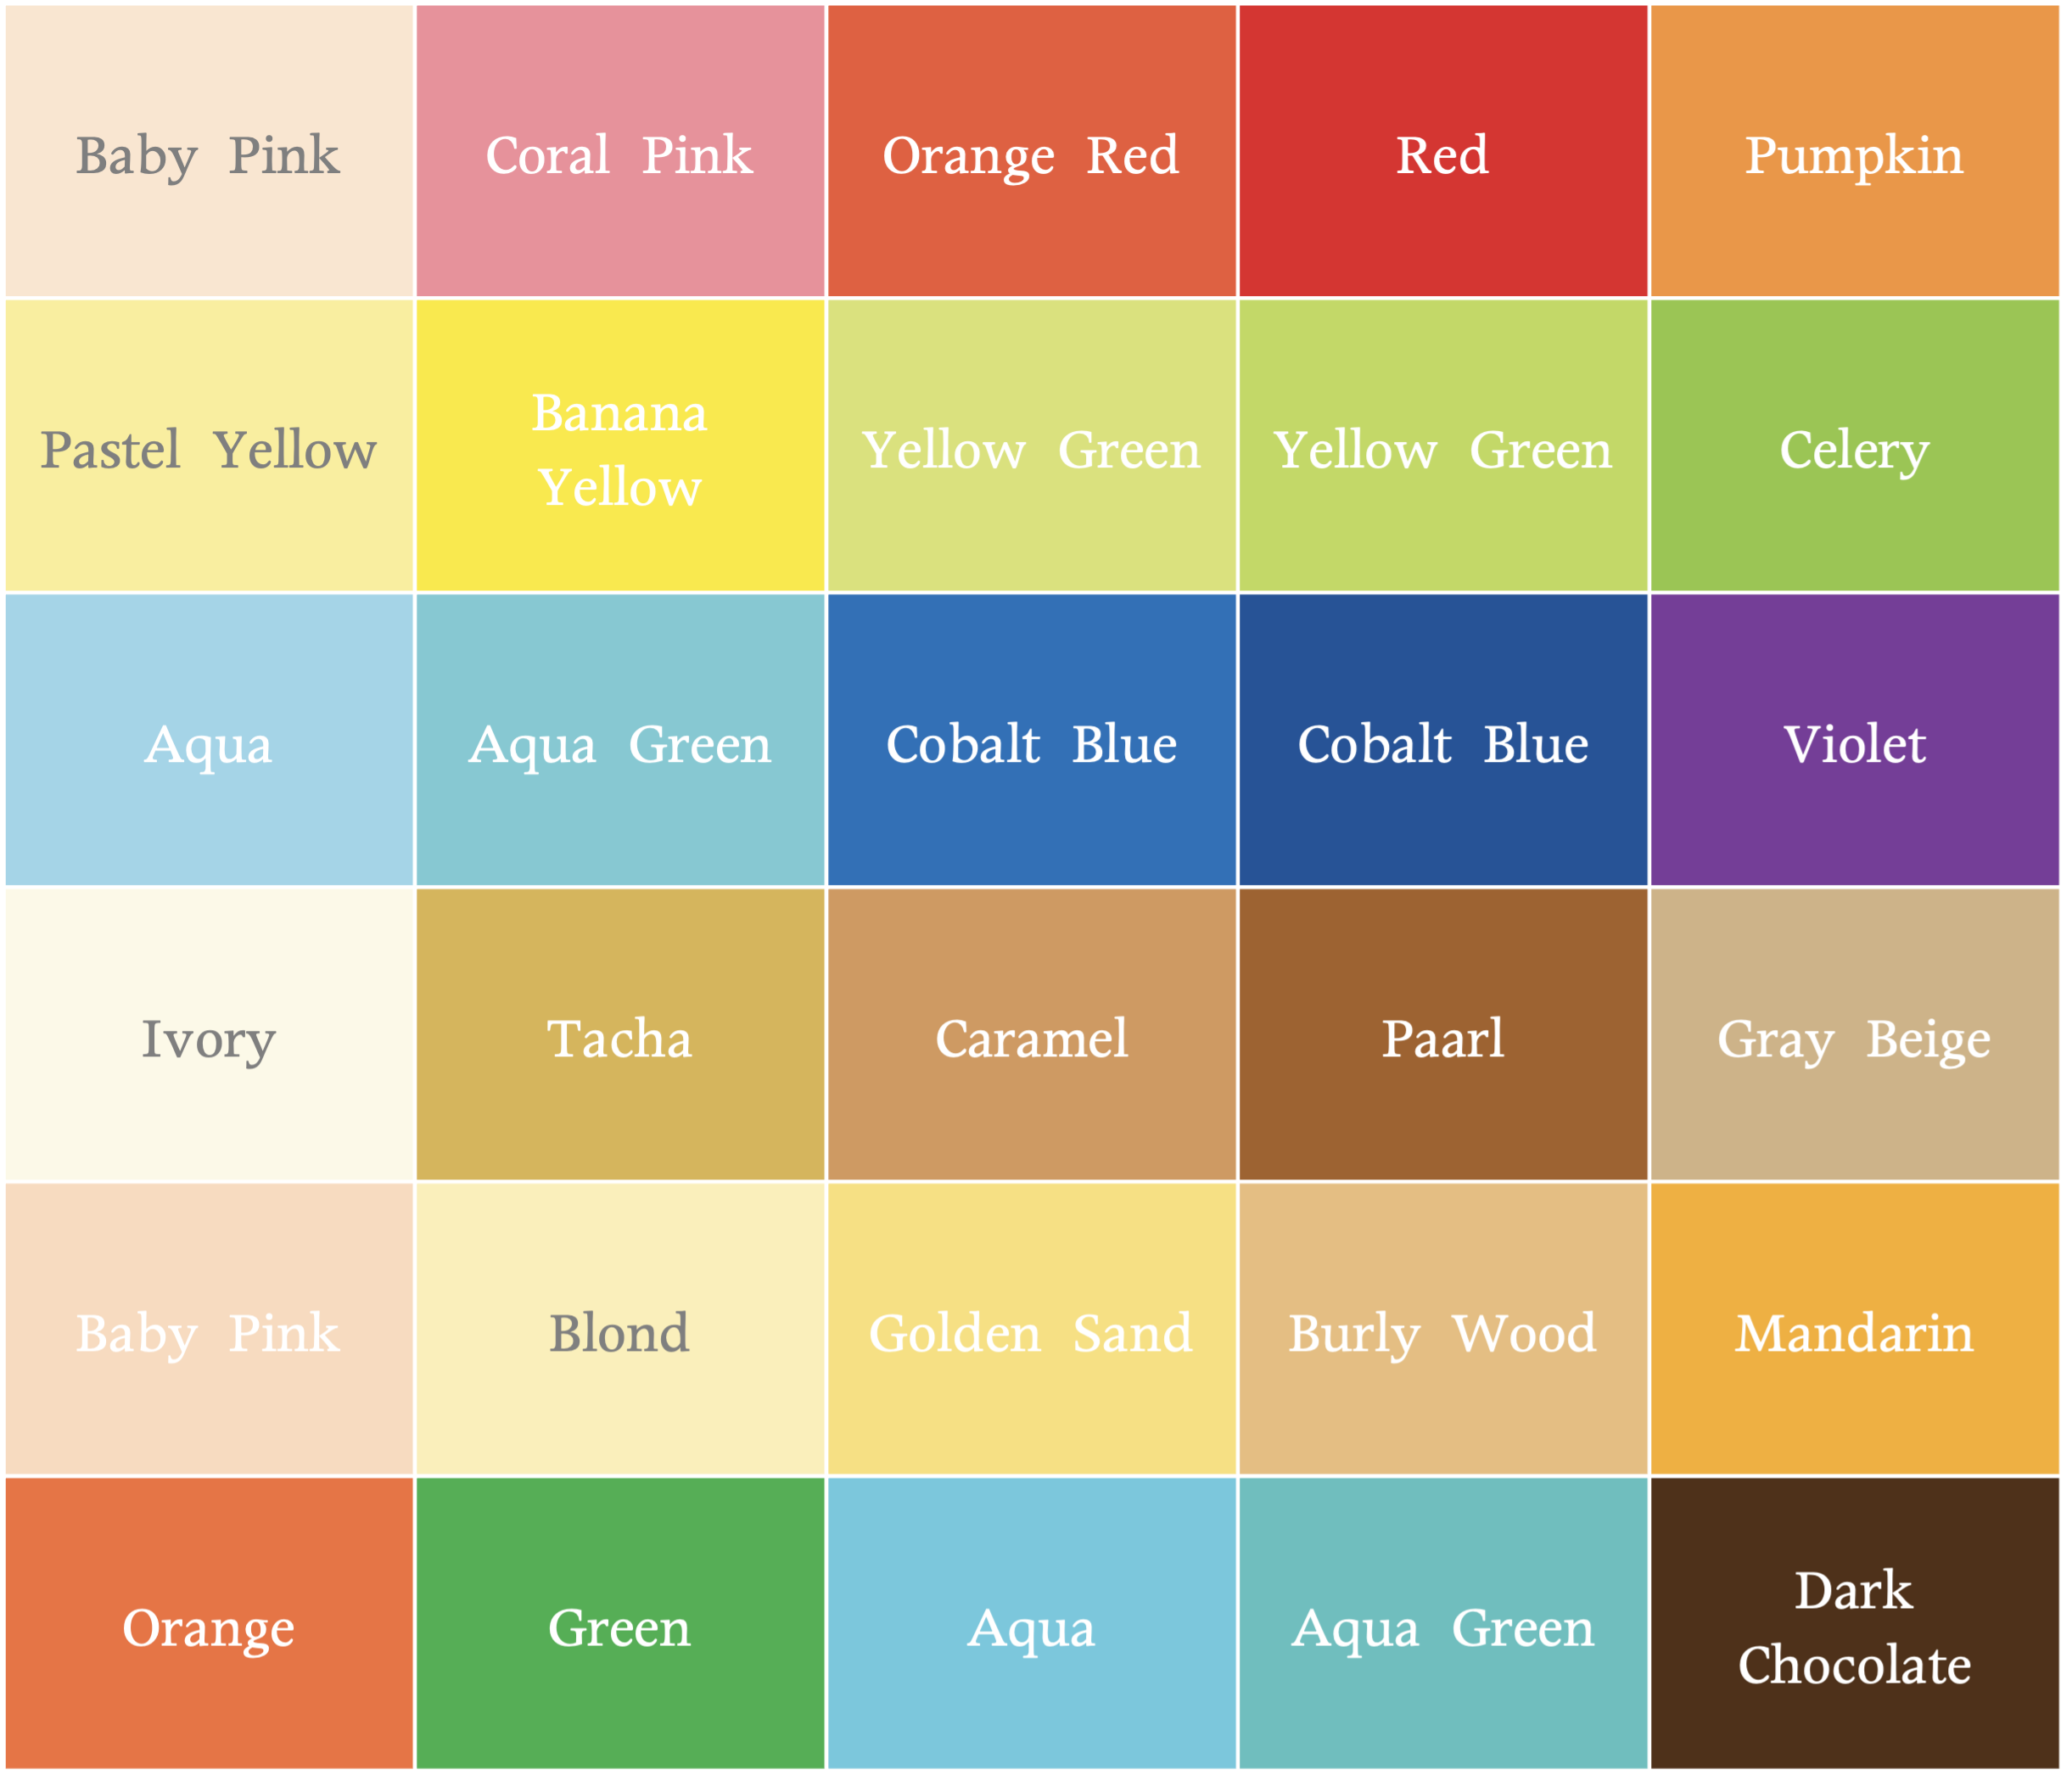 Baby Pink
Coral Pink
Orange Red
Red
Pumpkin
Pastel Yellow
Banana
Yellow
Yellow Green
Yellow Green
Celery
Aqua
Aqua Green
Cobalt Blue
Cobalt Blue
Violet
Ivory
Tacha
Caramel
Paarl
Gray Beige
Baby Pink
Blond
Golden Sand
Burly Wood
Mandarin
Orange
Green
Aqua
Aqua Green
Dark
Chocolate